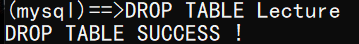 (mysql)==>DROP TABLE Lecture
DROP TABLE SUCCESS !